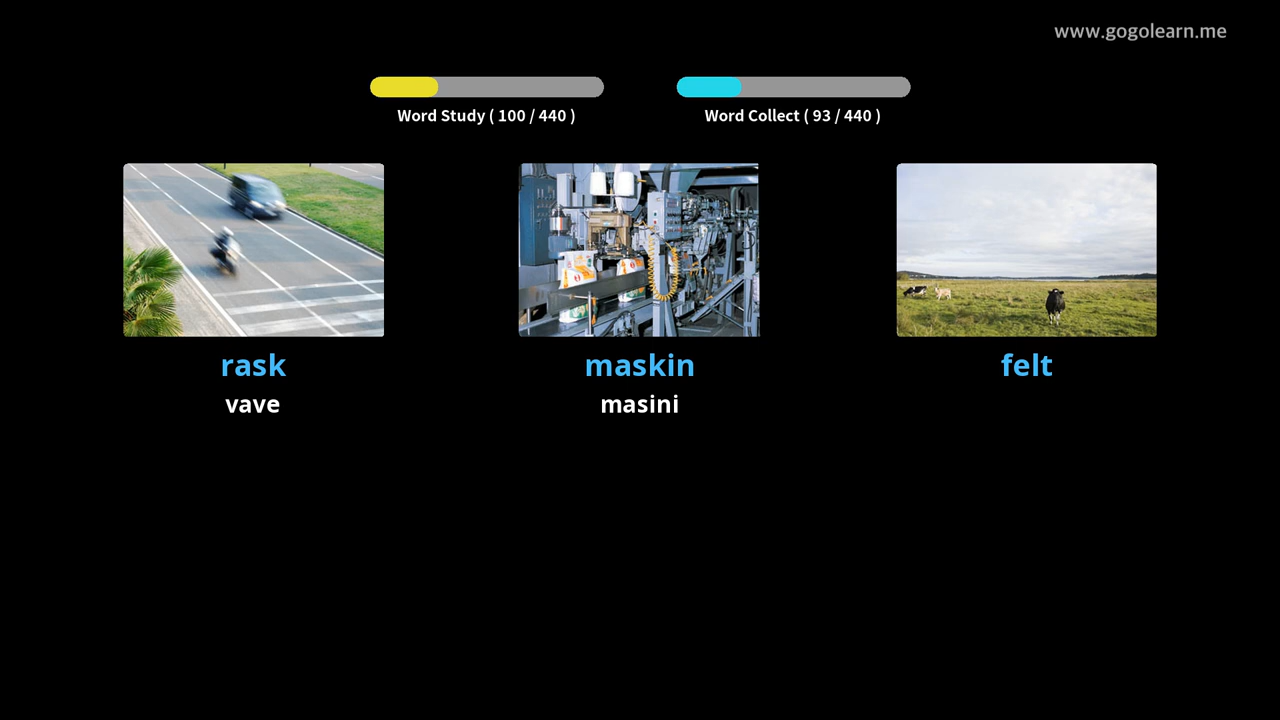 www.gogolearn.me
Word Study ( 100 / 440 )
Word Collect ( 93 / 440 )
rask
maskin
felt
vave
masini